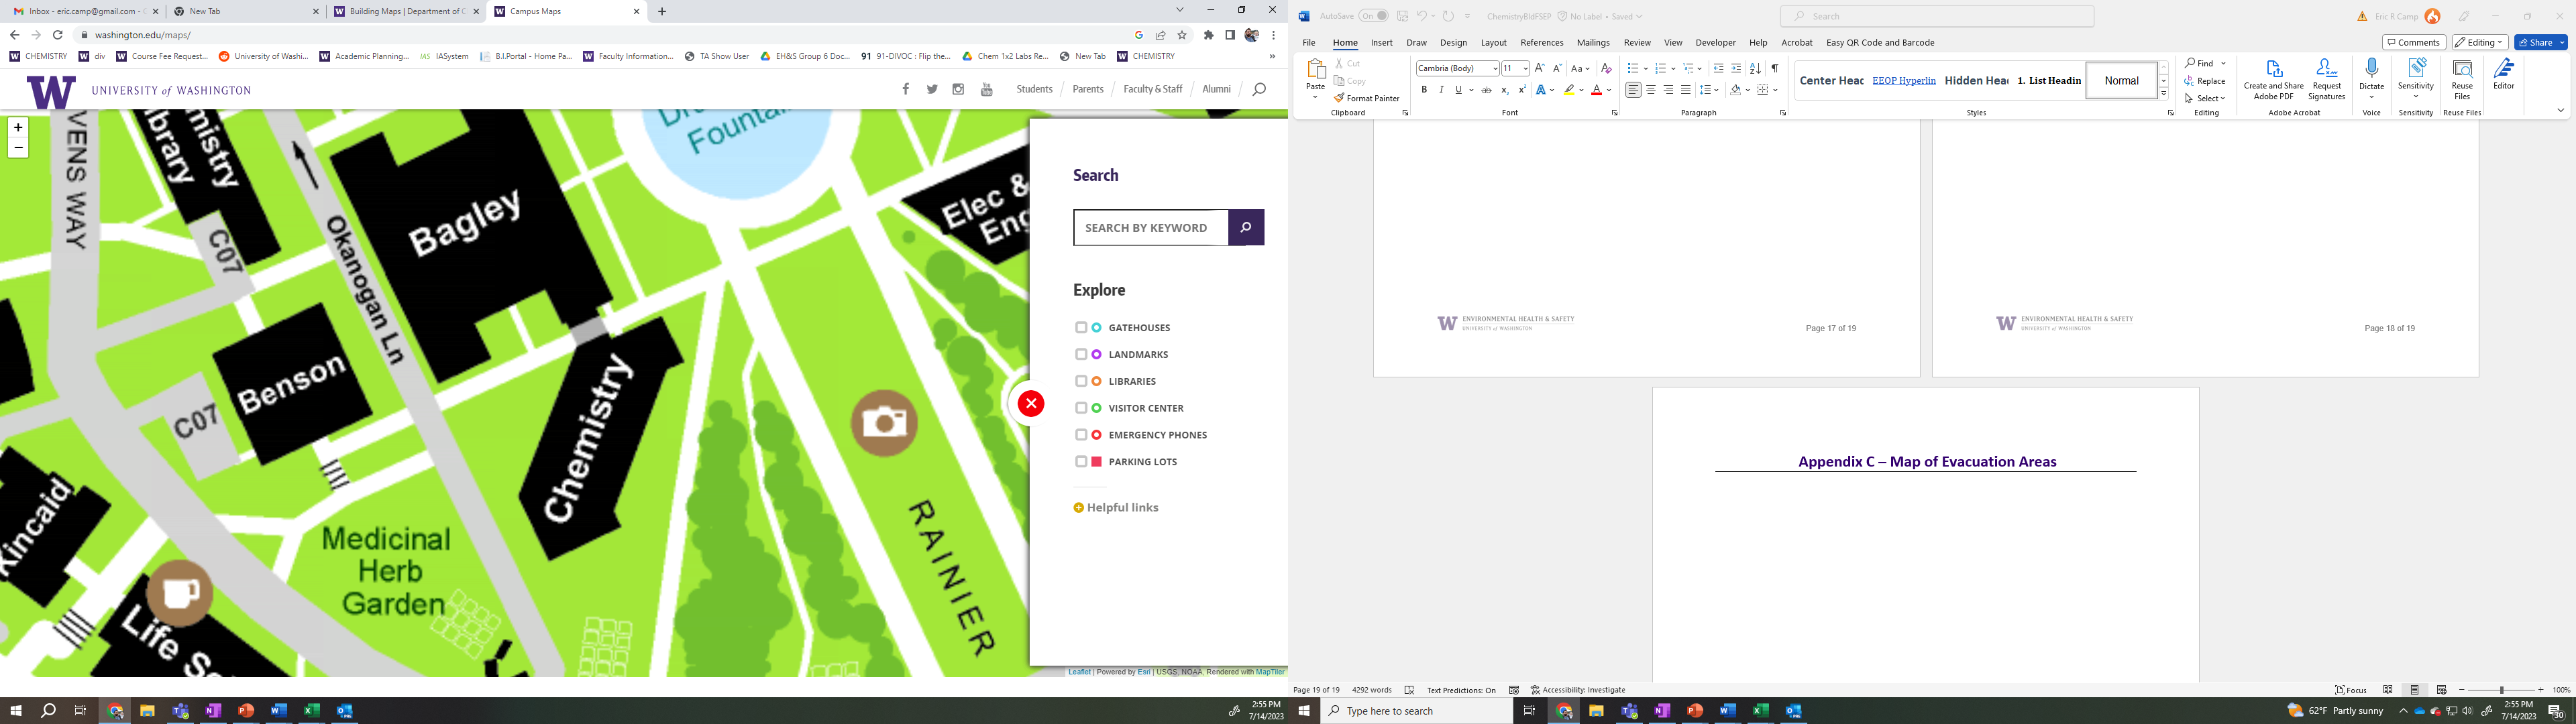 Inbox - eric.camp@gmail.com -
New Tab
Building Maps | Department of C
Campus Maps
washington.edu/maps/
CHEMISTRY
div
Course Fee Request...
University of Washi...
Academic Planning...
IAS IASystem
B.I.Portal - Home Pa...
Faculty Information...
TA Show User
EH&S Group 6 Doc...
91 91-DIVOC : Flip the...
Chem 1x2 Labs Re...
New Tab
CHEMISTRY
»
W UNIVERSITY of WASHINGTON
Students
Parents
Faculty & Staff
Alumni
+
−
VENS WAY
mistry
ibrary
C07
Okanogan Ln
Bagley
Fountai
Elec &
Eng
Benson
C07
Chemistry
Kincaid
Medicinal
Herb
Garden
Life S
RAINIER
Search
SEARCH BY KEYWORD
Explore
GATEHOUSES
LANDMARKS
LIBRARIES
VISITOR CENTER
EMERGENCY PHONES
PARKING LOTS
Helpful links
Leaflet | Powered by Esri | USGS, NOAA, Rendered with MapTiler
2:55 PM
7/14/2023
AutoSave On
ChemistryBldFSEP
No Label • Saved
Search
Eric R Camp
File Home Insert Draw Design Layout References Mailings Review View Developer Help Acrobat Easy QR Code and Barcode
Comments
Editing
Share
Paste
Cut
Copy
Format Painter
Clipboard
Cambria (Body)
11
Font
Paragraph
Center Heac
EEOP Hyperlin
Hidden Head
1. List Headin
Normal
Styles
Find
Replace
Select
Editing
Create and Share
Adobe PDF
Request
Signatures
Adobe Acrobat
Dictate
Voice
Sensitivity
Sensitivity
Reuse
Files
Reuse Files
Editor
W ENVIRONMENTAL HEALTH & SAFETY
UNIVERSITY of WASHINGTON
Page 17 of 19
W ENVIRONMENTAL HEALTH & SAFETY
UNIVERSITY of WASHINGTON
Page 18 of 19
Appendix C – Map of Evacuation Areas
Page 19 of 19
4292 words
Text Predictions: On
Accessibility: Investigate
Focus
100%
Type here to search
62°F Partly sunny
2:55 PM
7/14/2023
30